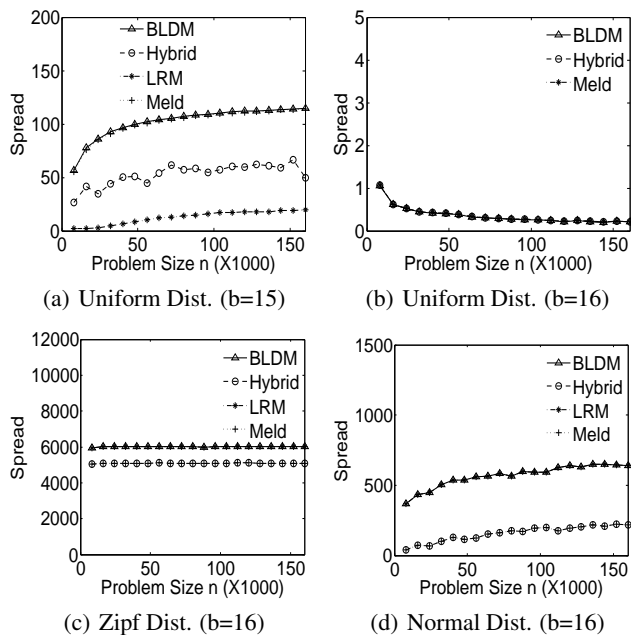 200
150
100
50
0
Spread
0
50
100
150
Problem Size n (X1000)
BLDM
Hybrid
LRM
Meld
(a) Uniform Dist. (b=15)
5
4
3
2
1
0
Spread
0
50
100
150
Problem Size n (X1000)
BLDM
Hybrid
Meld
(b) Uniform Dist. (b=16)
12000
10000
8000
6000
4000
2000
0
Spread
0
50
100
150
Problem Size n (X1000)
BLDM
Hybrid
LRM
Meld
(c) Zipf Dist. (b=16)
1500
1000
500
0
Spread
0
50
100
150
Problem Size n (X1000)
BLDM
Hybrid
LRM
Meld
(d) Normal Dist. (b=16)